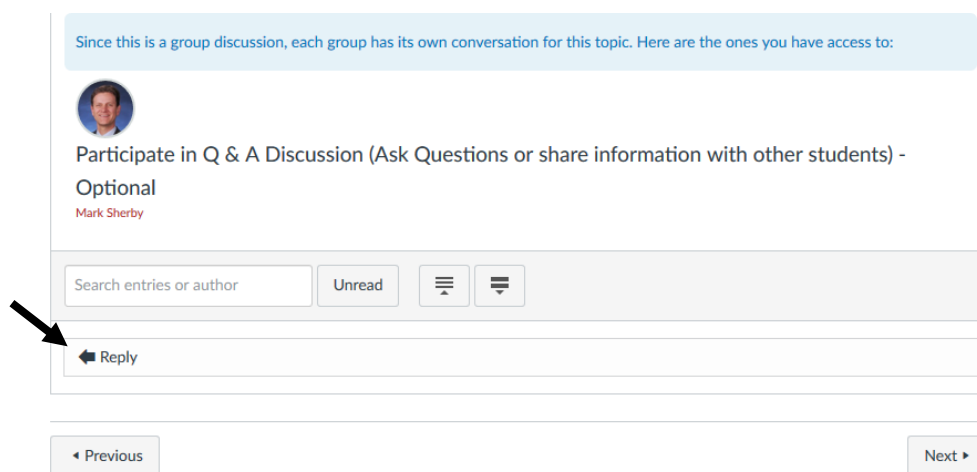 Since this is a group discussion, each group has its own conversation for this topic. Here are the ones you have access to:
Participate in Q & A Discussion (Ask Questions or share information with other students) -
Optional
Mark Sherby
Search entries or author
Unread
Reply
Previous
Next